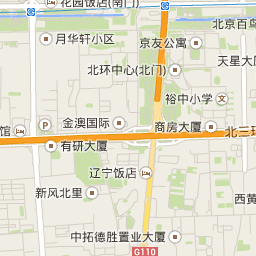 花园饭店(南门)
北京百鸟
月华轩小区
京友公寓
天星大厦
北环中心(北门)
裕中小学
金澳国际
商房大厦
北三环
馆
有研大厦
辽宁饭店
新风北里
西黄
中拓德胜置业大厦
G110